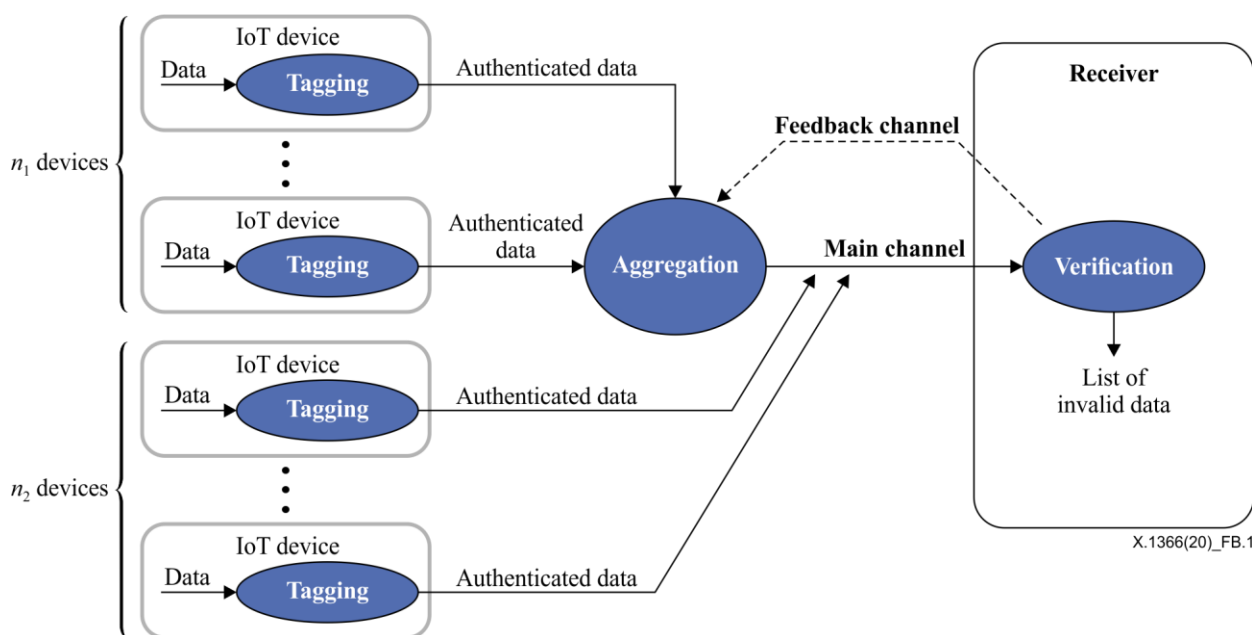 IoT device
Data
Tagging
Authenticated data
n1 devices
IoT device
Data
Tagging
Authenticated
data
Aggregation
Feedback channel
Main channel
Receiver
Verification
List of
invalid data
n2 devices
IoT device
Data
Tagging
Authenticated data
IoT device
Data
Tagging
Authenticated data
X.1366(20)_FB.1